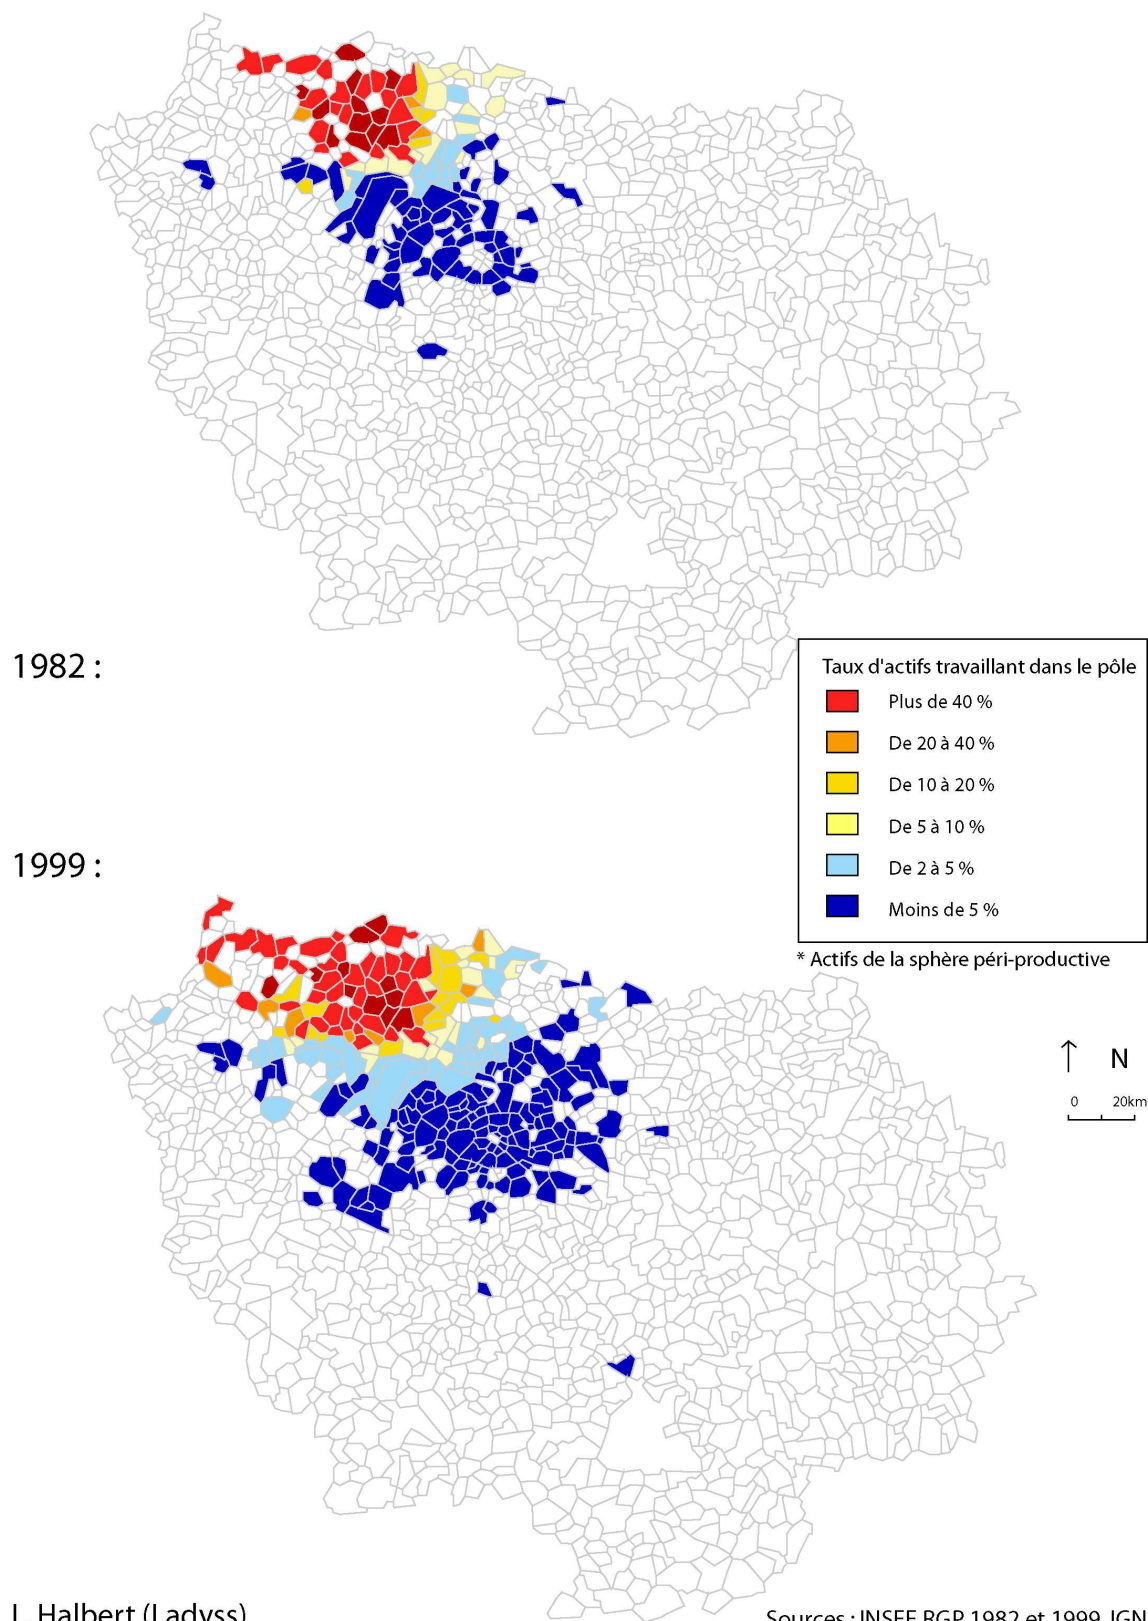 1982 :
Taux d'actifs travaillant dans le pôle
Plus de 40 %
De 20 à 40 %
De 10 à 20 %
De 5 à 10 %
De 2 à 5 %
Moins de 5 %
1999 :
* Actifs de la sphère péri-productive
N
0 20km
L. Halbert (Ladyss)
Sources : INSEE RGP 1982 et 1999, IGN